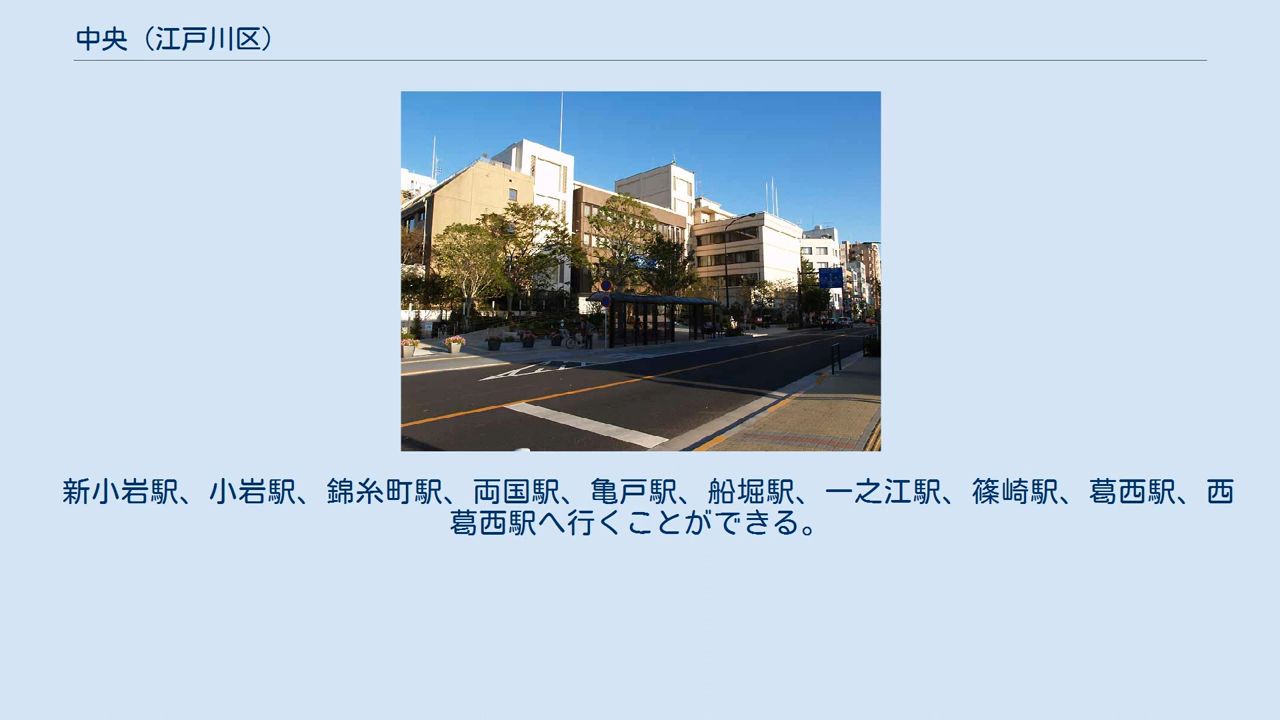 中央（江戸川区）
新小岩駅、小岩駅、錦糸町駅、両国駅、亀戸駅、船堀駅、一之江駅、篠崎駅、葛西駅、西
葛西駅へ行くことができる。